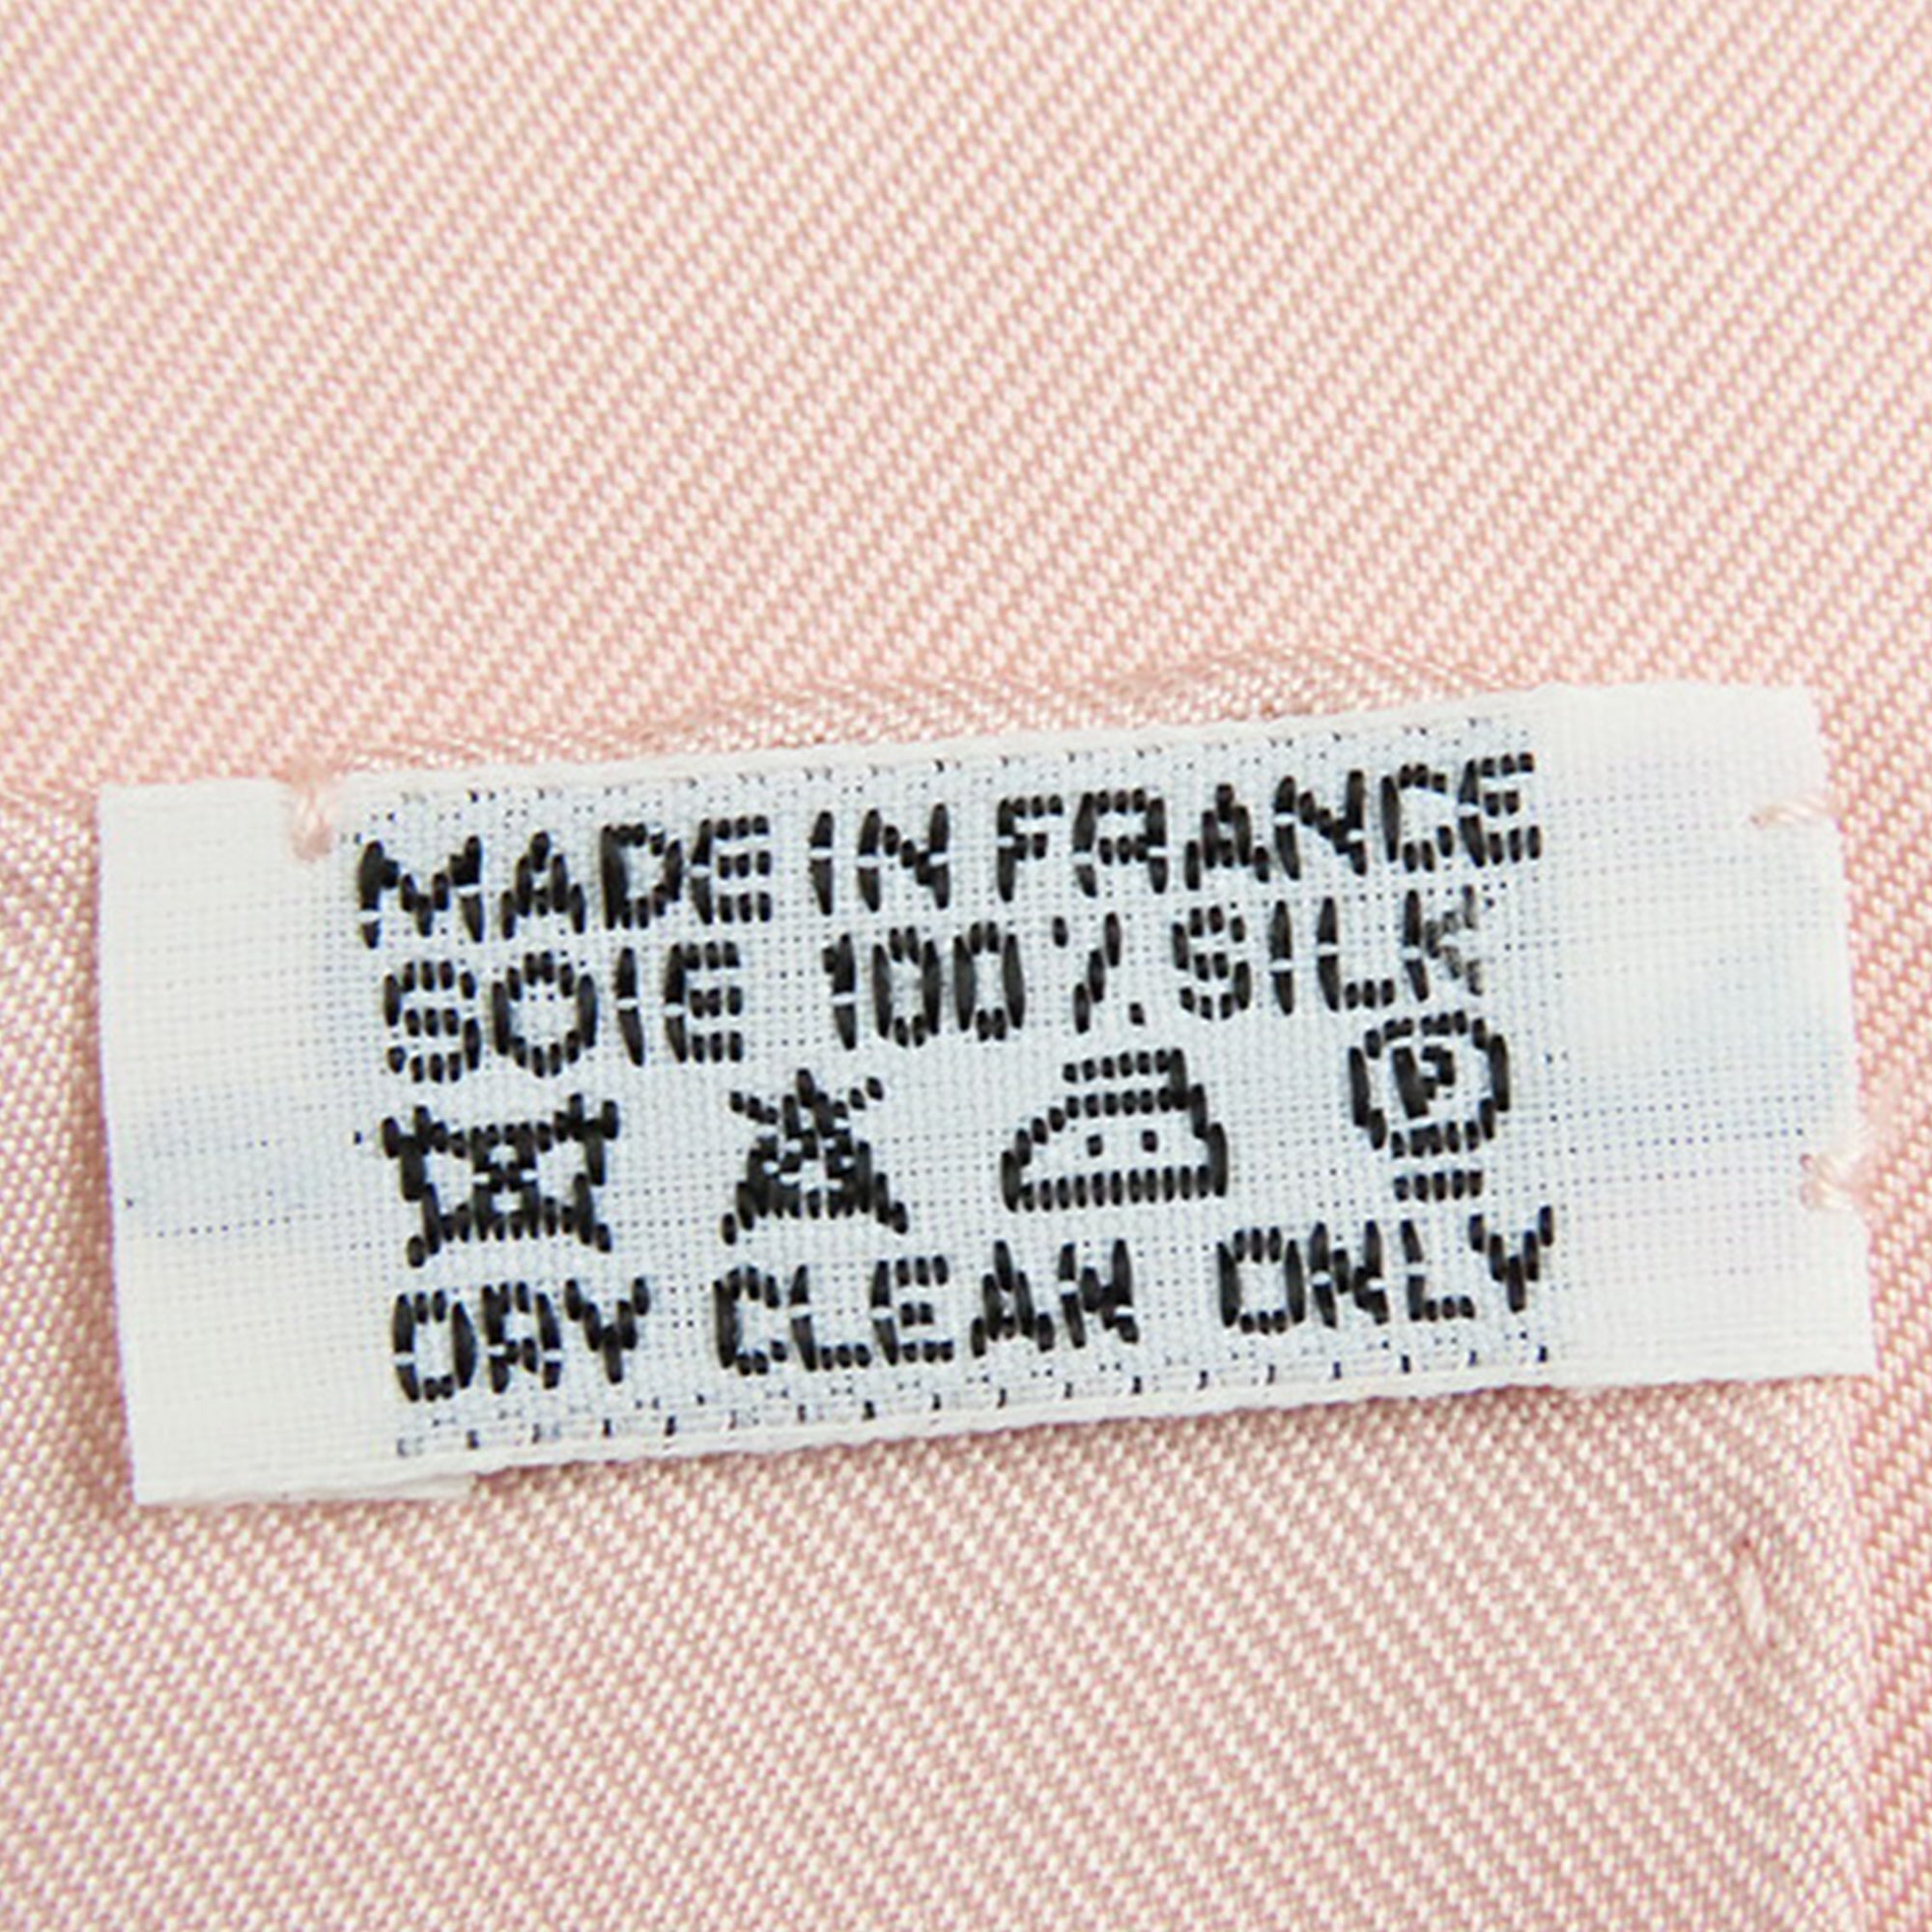 MADE IN FRANCE
SOIE 100% SILK
P
DRY CLEAN ONLY